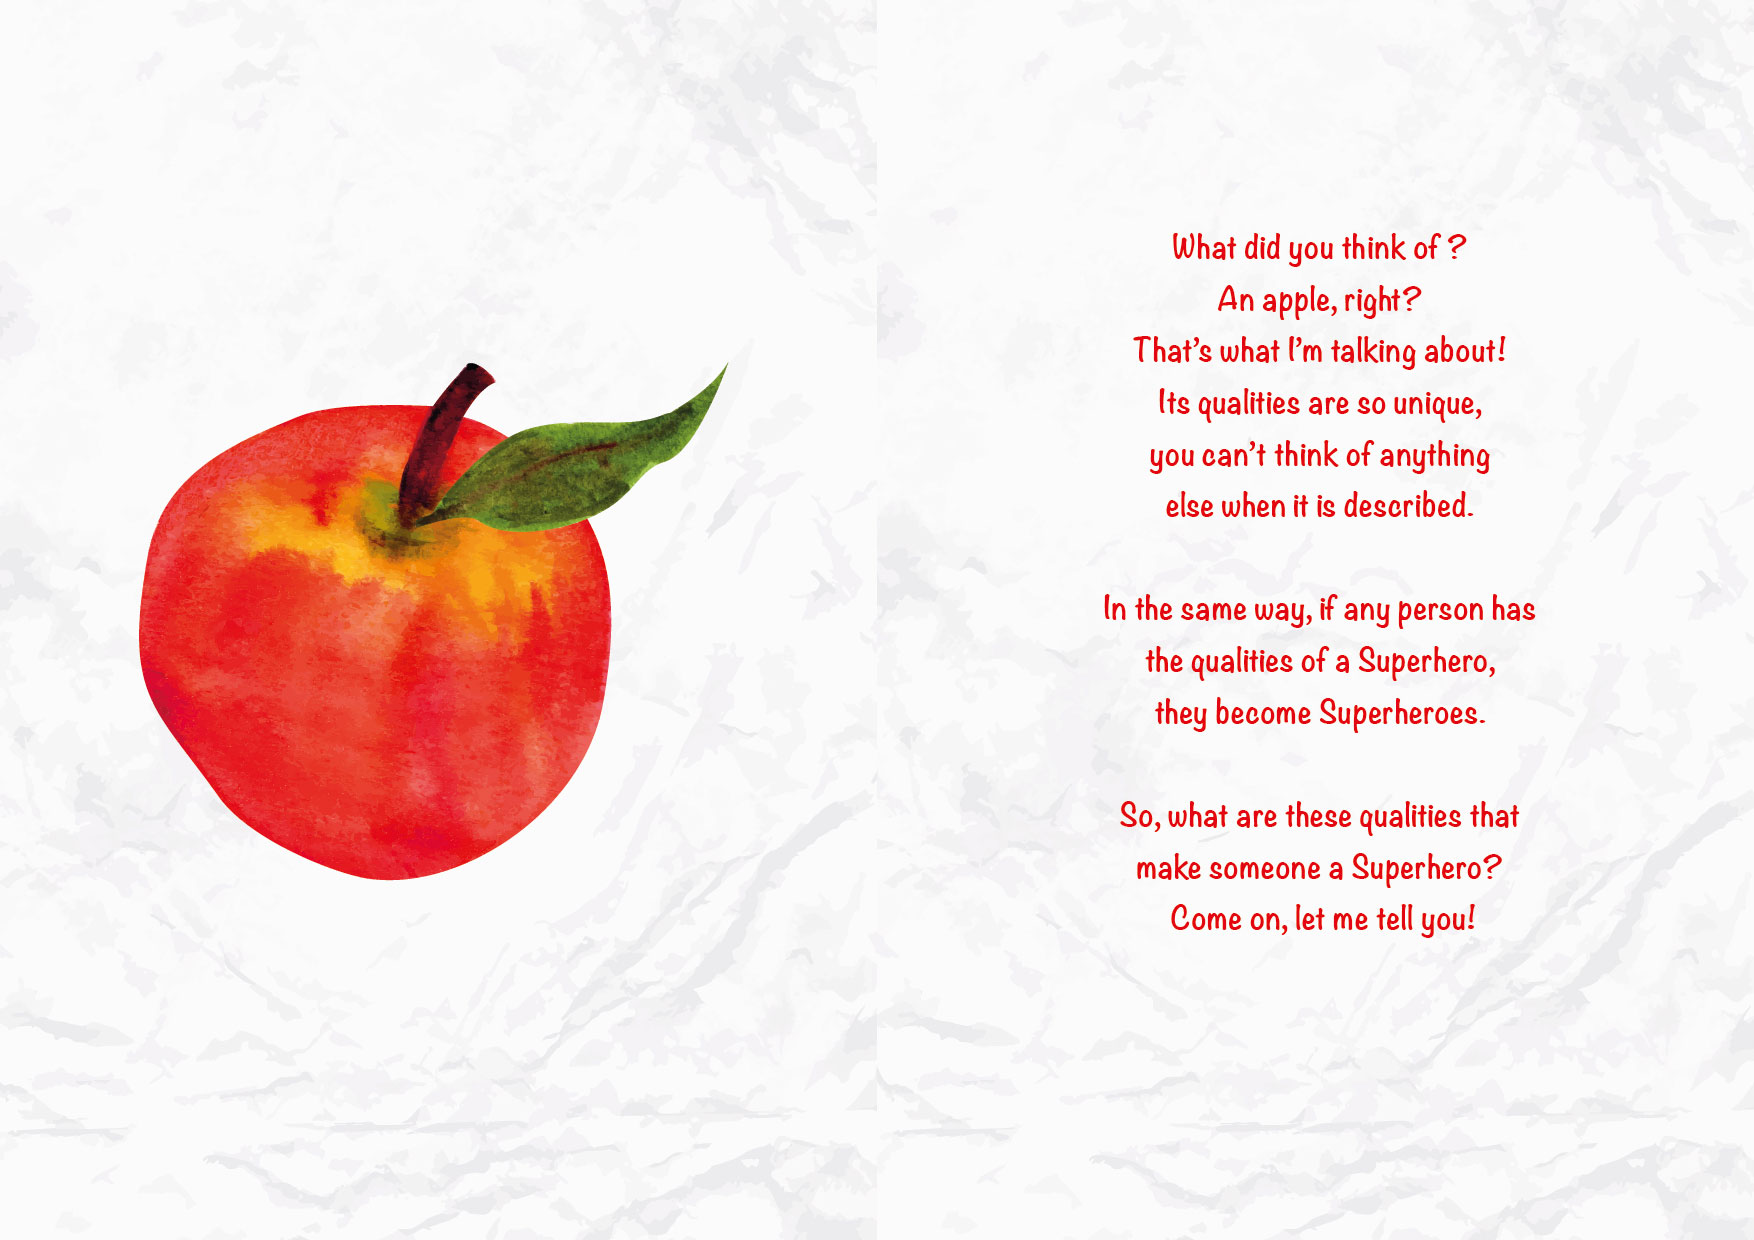 What did you think of ?
An apple, right?
That's what I'm talking about!
Its qualities are so unique,
you can't think of anything
else when it is described.
In the same way, if any person has
the qualities of a Superhero,
they become Superheroes.
So, what are these qualities that
make someone a Superhero?
Come on, let me tell you!